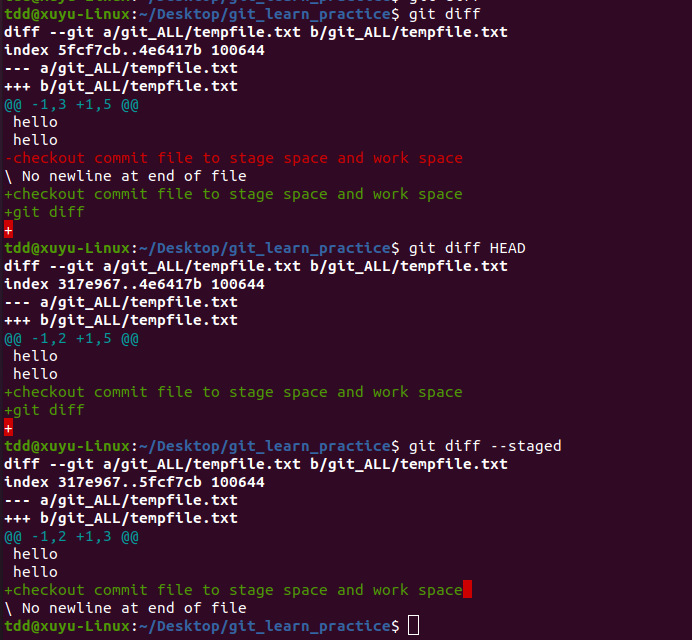 tdd@xuyu-Linux:~/Desktop/git_learn_practice$ git diff
diff --git a/git_ALL/tempfile.txt b/git_ALL/tempfile.txt
index 5fcf7cb..4e6417b 100644
--- a/git_ALL/tempfile.txt
+++ b/git_ALL/tempfile.txt
@@ -1,3 +1,5 @@
 hello
 hello
-checkout commit file to stage space and work space
\ No newline at end of file
+checkout commit file to stage space and work space
+git diff
+
tdd@xuyu-Linux:~/Desktop/git_learn_practice$ git diff HEAD
diff --git a/git_ALL/tempfile.txt b/git_ALL/tempfile.txt
index 317e967..4e6417b 100644
--- a/git_ALL/tempfile.txt
+++ b/git_ALL/tempfile.txt
@@ -1,2 +1,5 @@
 hello
 hello
+checkout commit file to stage space and work space
+git diff
+
tdd@xuyu-Linux:~/Desktop/git_learn_practice$ git diff --staged
diff --git a/git_ALL/tempfile.txt b/git_ALL/tempfile.txt
index 317e967..5fcf7cb 100644
--- a/git_ALL/tempfile.txt
+++ b/git_ALL/tempfile.txt
@@ -1,2 +1,3 @@
 hello
 hello
+checkout commit file to stage space and work space
\ No newline at end of file
tdd@xuyu-Linux:~/Desktop/git_learn_practice$